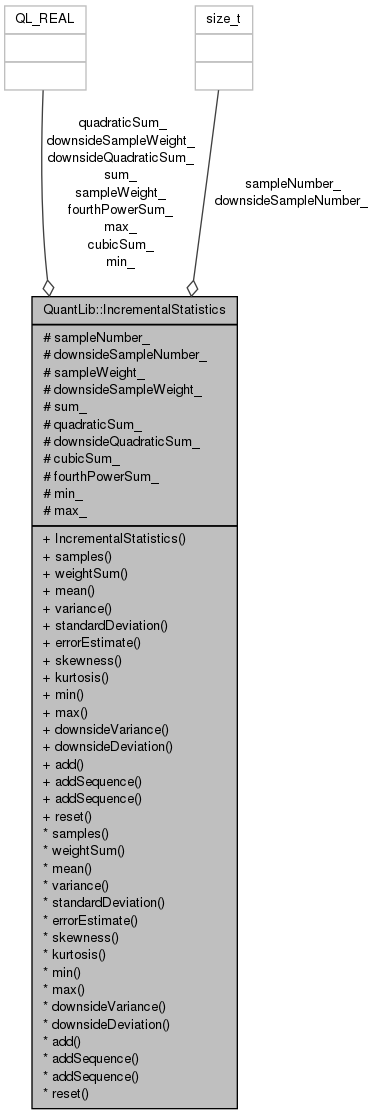 QL_REAL
size_t
quadraticSum_
downsideSampleWeight_
downsideQuadraticSum_
sum_
sampleWeight_
fourthPowerSum_
max_
cubicSum_
min_
sampleNumber_
downsideSampleNumber_
QuantLib::IncrementalStatistics
# sampleNumber_
# downsideSampleNumber_
# sampleWeight_
# downsideSampleWeight_
# sum_
# quadraticSum_
# downsideQuadraticSum_
# cubicSum_
# fourthPowerSum_
# min_
# max_
+ IncrementalStatistics()
+ samples()
+ weightSum()
+ mean()
+ variance()
+ standardDeviation()
+ errorEstimate()
+ skewness()
+ kurtosis()
+ min()
+ max()
+ downsideVariance()
+ downsideDeviation()
+ add()
+ addSequence()
+ addSequence()
+ reset()
* samples()
* weightSum()
* mean()
* variance()
* standardDeviation()
* errorEstimate()
* skewness()
* kurtosis()
* min()
* max()
* downsideVariance()
* downsideDeviation()
* add()
* addSequence()
* addSequence()
* reset()